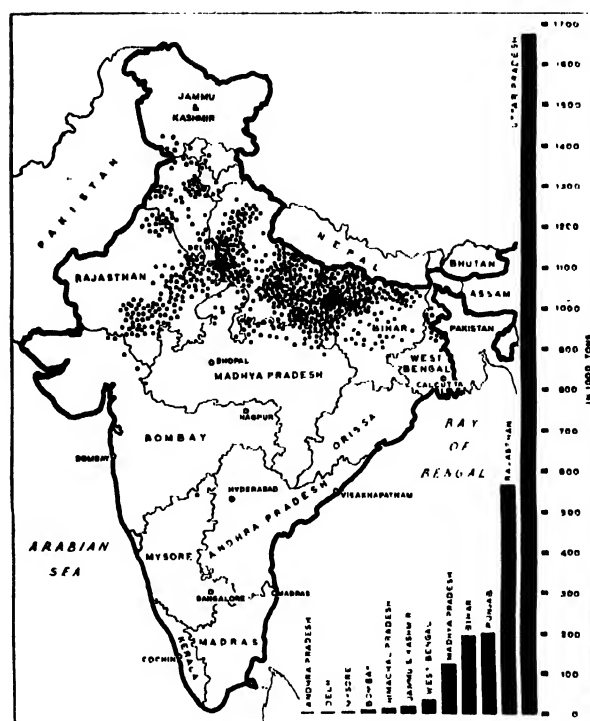 JAMMU
&
KASHMIR
PAKISTAN
RAJASTHAN
NEPAL
BHUTAN
ASSAM
PAKISTAN
BIHAR
WEST
BENGAL
CALCUTTA
BHOPAL
MADHYA PRADESH
NAGPUR
BOMBAY
BOMBAY
ORISSA
BAY
OF
BENGAL
HYDERABAD
ANDHRA PRADESH
VISAKHAPATNAM
ARABIAN
SEA
MYSORE
BANGALORE
MADRAS
MADRAS
KERALA
COCHIN
1700
1600
1500
1400
1300
1200
1100
1000
900
800
700
600
500
400
300
200
100
0
IN 1000 TONS
ANDHRA PRADESH
DELHI
MYSORE
BOMBAY
HIMACHAL PRADESH
JAMMU & KASHMIR
WEST BENGAL
MADHYA PRADESH
BIHAR
PUNJAB
RAJASTHAN
UTTAR PRADESH